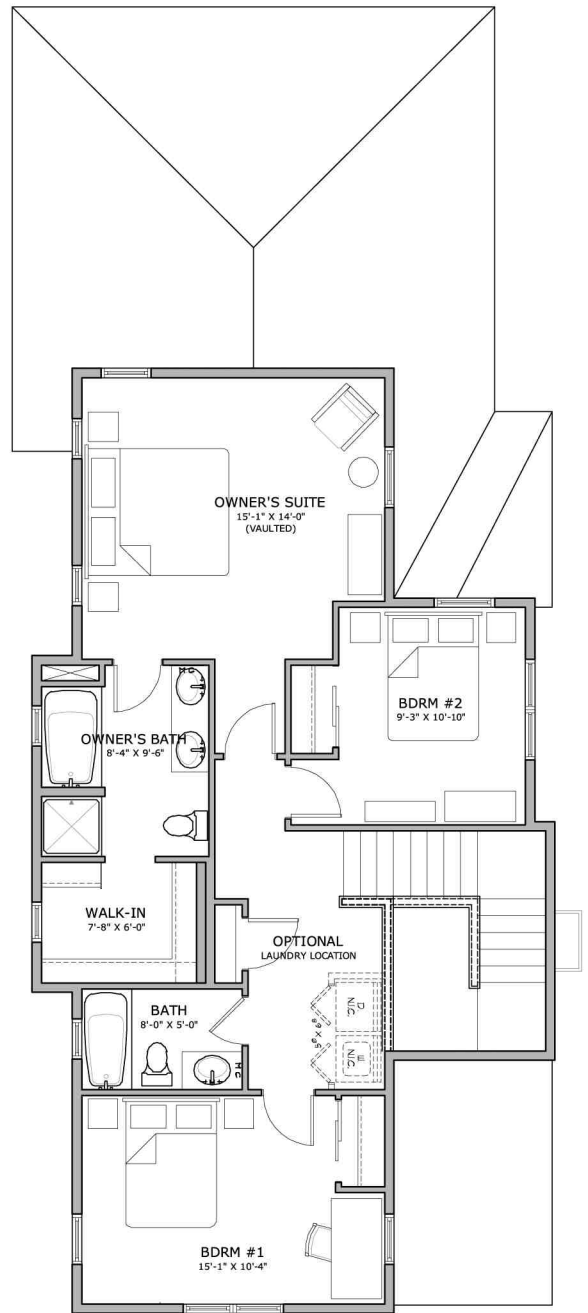 OWNER'S SUITE
15'-1" X 14'-0"
(VAULTED)
M C
BDRM #2
9'-3" X 10'-10"
OWNER'S BATH
8'-4" X 9'-6"
WALK-IN
7'-8" X 6'-0"
OPTIONAL
LAUNDRY LOCATION
D
N.I.C.
N.I.C.
BATH
8'-0" X 5'-0"
M C
BDRM #1
15'-1" X 10'-4"